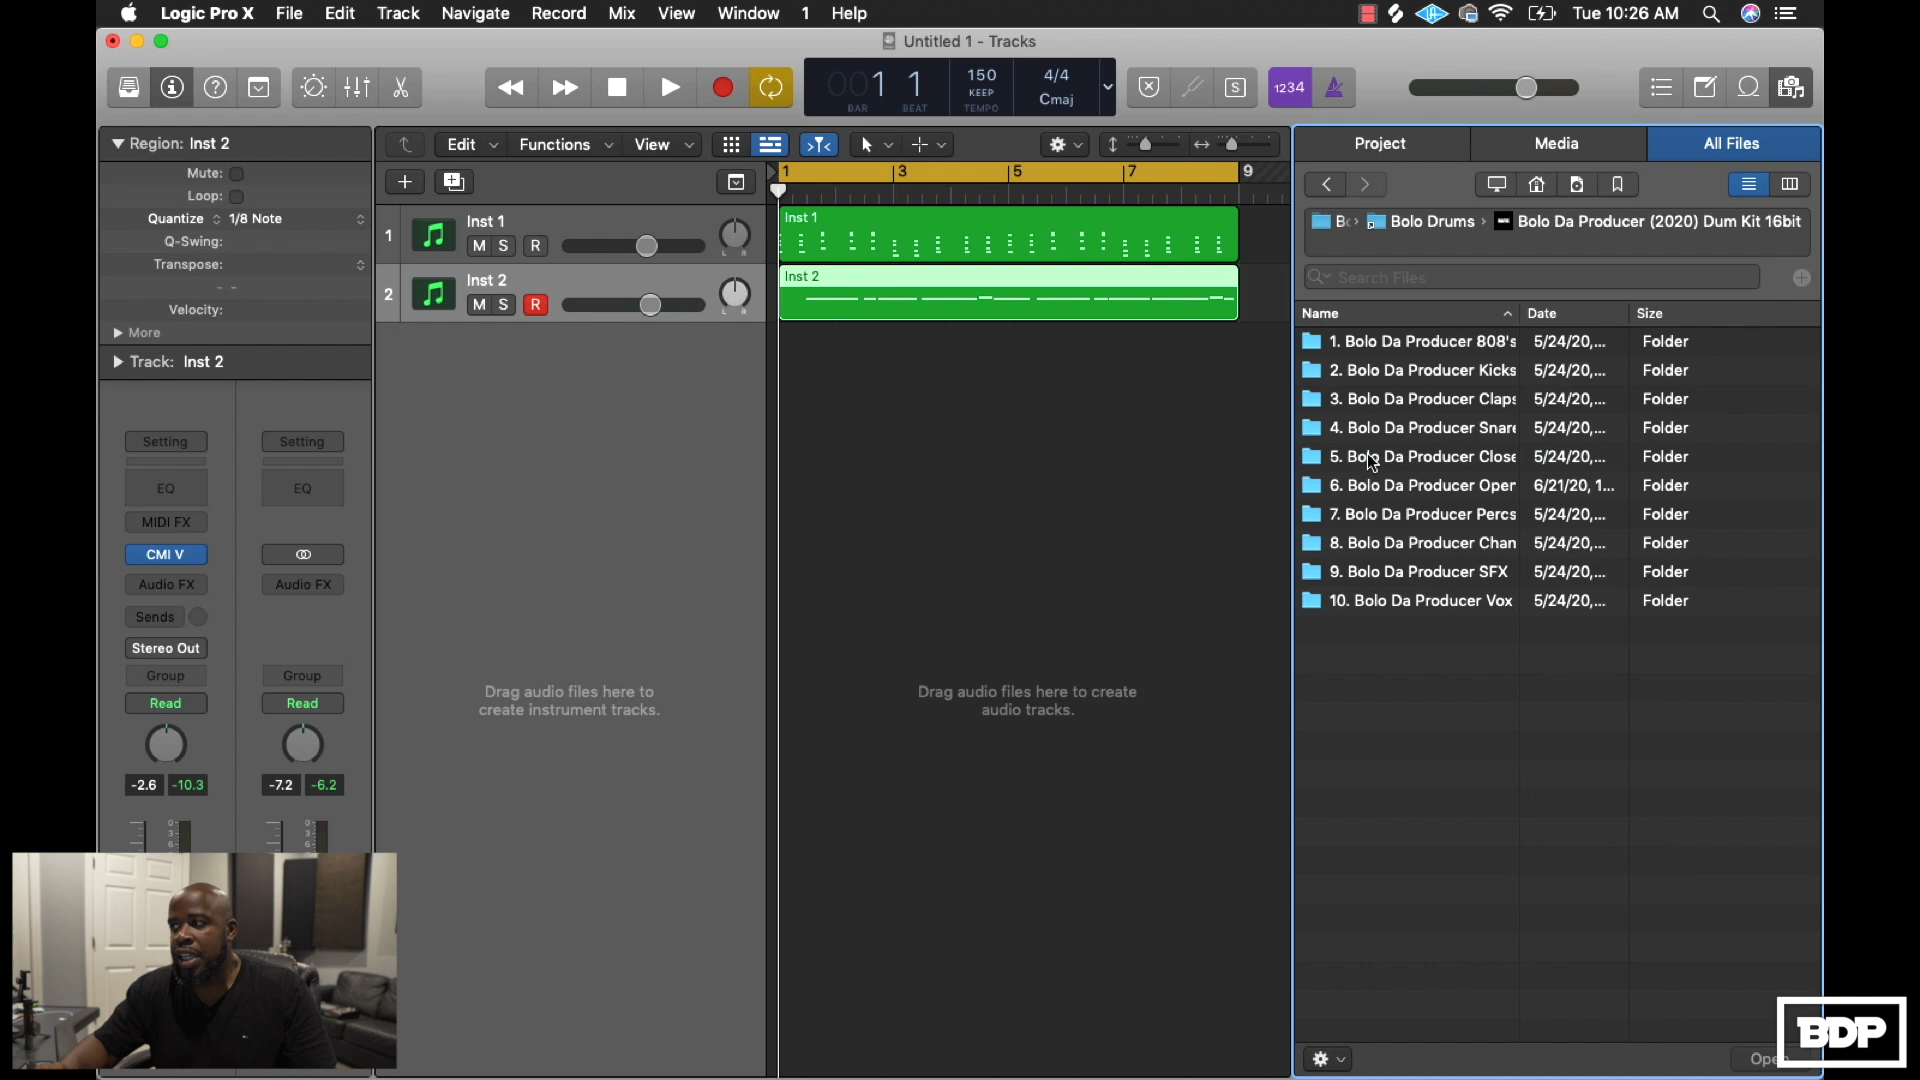 Logic Pro X File Edit Track Navigate Record Mix View Window 1 Help Tue 10:26 AM
Untitled 1 - Tracks
001 1 150 4/4
KEEP Cmaj
BAR BEAT TEMPO
1234
S
Region: Inst 2
Mute:
Loop:
Quantize 1/8 Note
Q-Swing:
Transpose:
- -
Velocity:
More
Track: Inst 2
Setting Setting
EQ EQ
MIDI FX
CMI V
Audio FX Audio FX
Sends
Stereo Out
Group Group
Read Read
-2.6 -10.3 -7.2 -6.2
0 0
3 3
6 6
Edit Functions View
1 3 5 7 9
1 Inst 1
M S R
L R
Inst 1
2 Inst 2
M S R
L R
Inst 2
Drag audio files here to
create instrument tracks.
Drag audio files here to create
audio tracks.
Project Media All Files
Bolo Drums Bolo Da Producer (2020) Dum Kit 16bit
Search Files
Name Date Size
1. Bolo Da Producer 808's 5/24/20,... Folder
2. Bolo Da Producer Kicks 5/24/20,... Folder
3. Bolo Da Producer Claps 5/24/20,... Folder
4. Bolo Da Producer Snare 5/24/20,... Folder
5. Bolo Da Producer Close 5/24/20,... Folder
6. Bolo Da Producer Open 6/21/20, 1... Folder
7. Bolo Da Producer Percs 5/24/20,... Folder
8. Bolo Da Producer Chan 5/24/20,... Folder
9. Bolo Da Producer SFX 5/24/20,... Folder
10. Bolo Da Producer Vox 5/24/20,... Folder
BDP